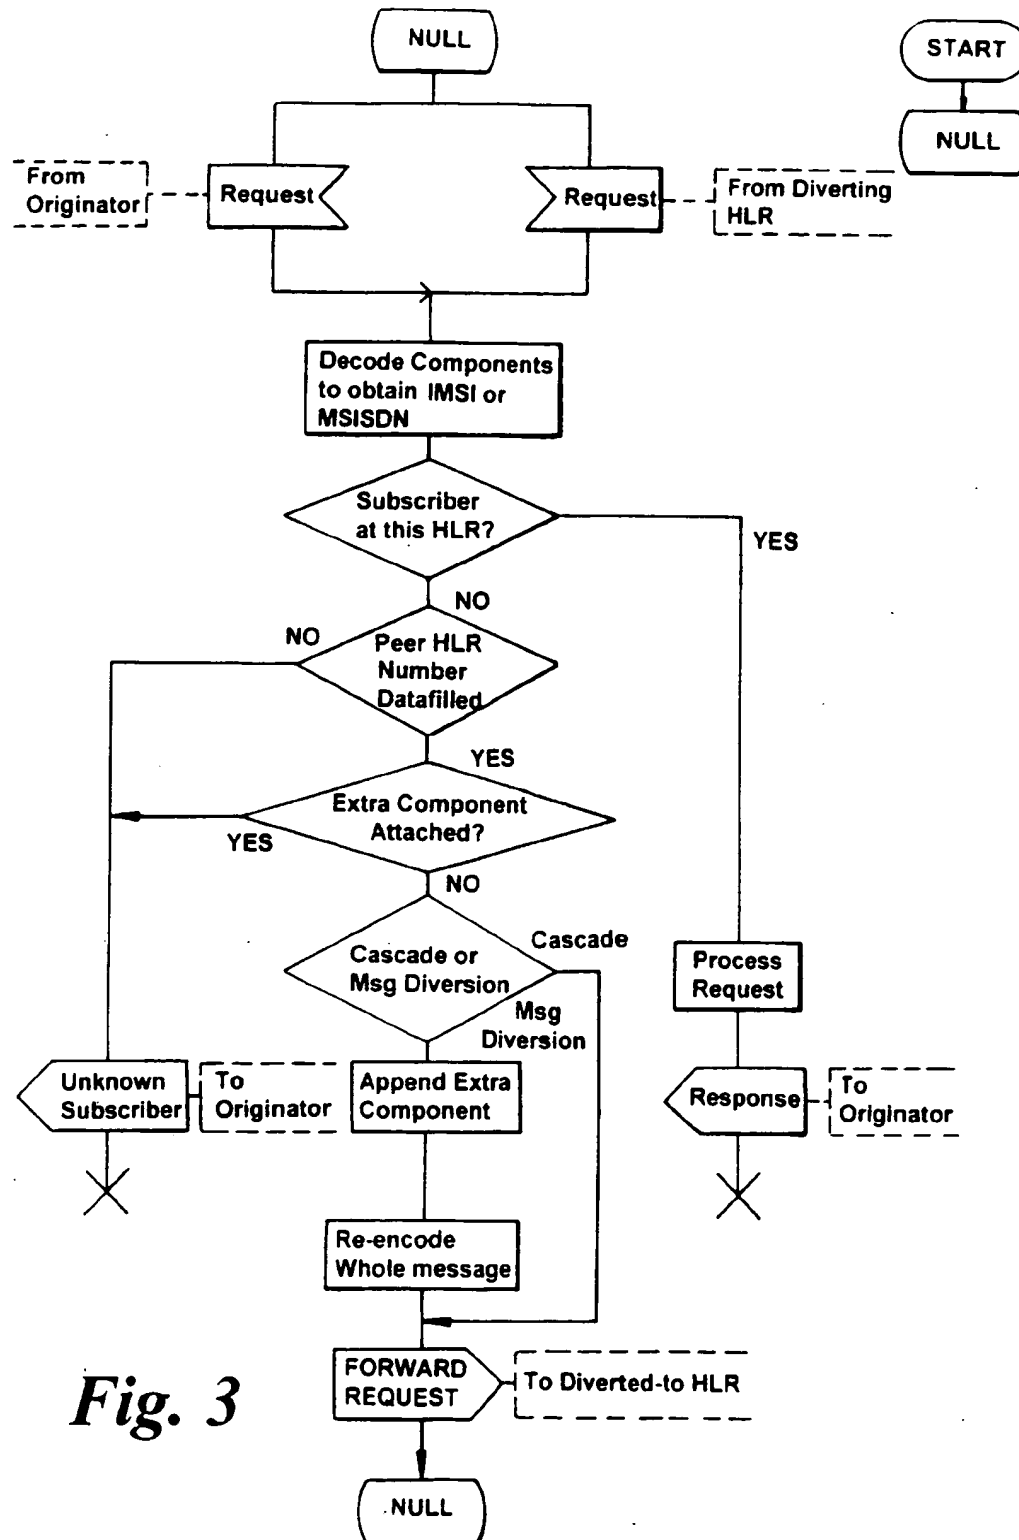 NULL
START
NULL
From
Originator
Request
Request
From Diverting
HLR
Decode Components
to obtain IMSI or
MSISDN
Subscriber
at this HLR?
YES
NO
NO
Peer HLR
Number
Datafilled
YES
Extra Component
Attached?
YES
NO
Cascade or
Msg Diversion
Cascade
Msg
Diversion
Process
Request
Unknown
Subscriber
To
Originator
Append Extra
Component
Response
To
Originator
Re-encode
Whole message
FORWARD
REQUEST
To Diverted-to HLR
Fig. 3
NULL